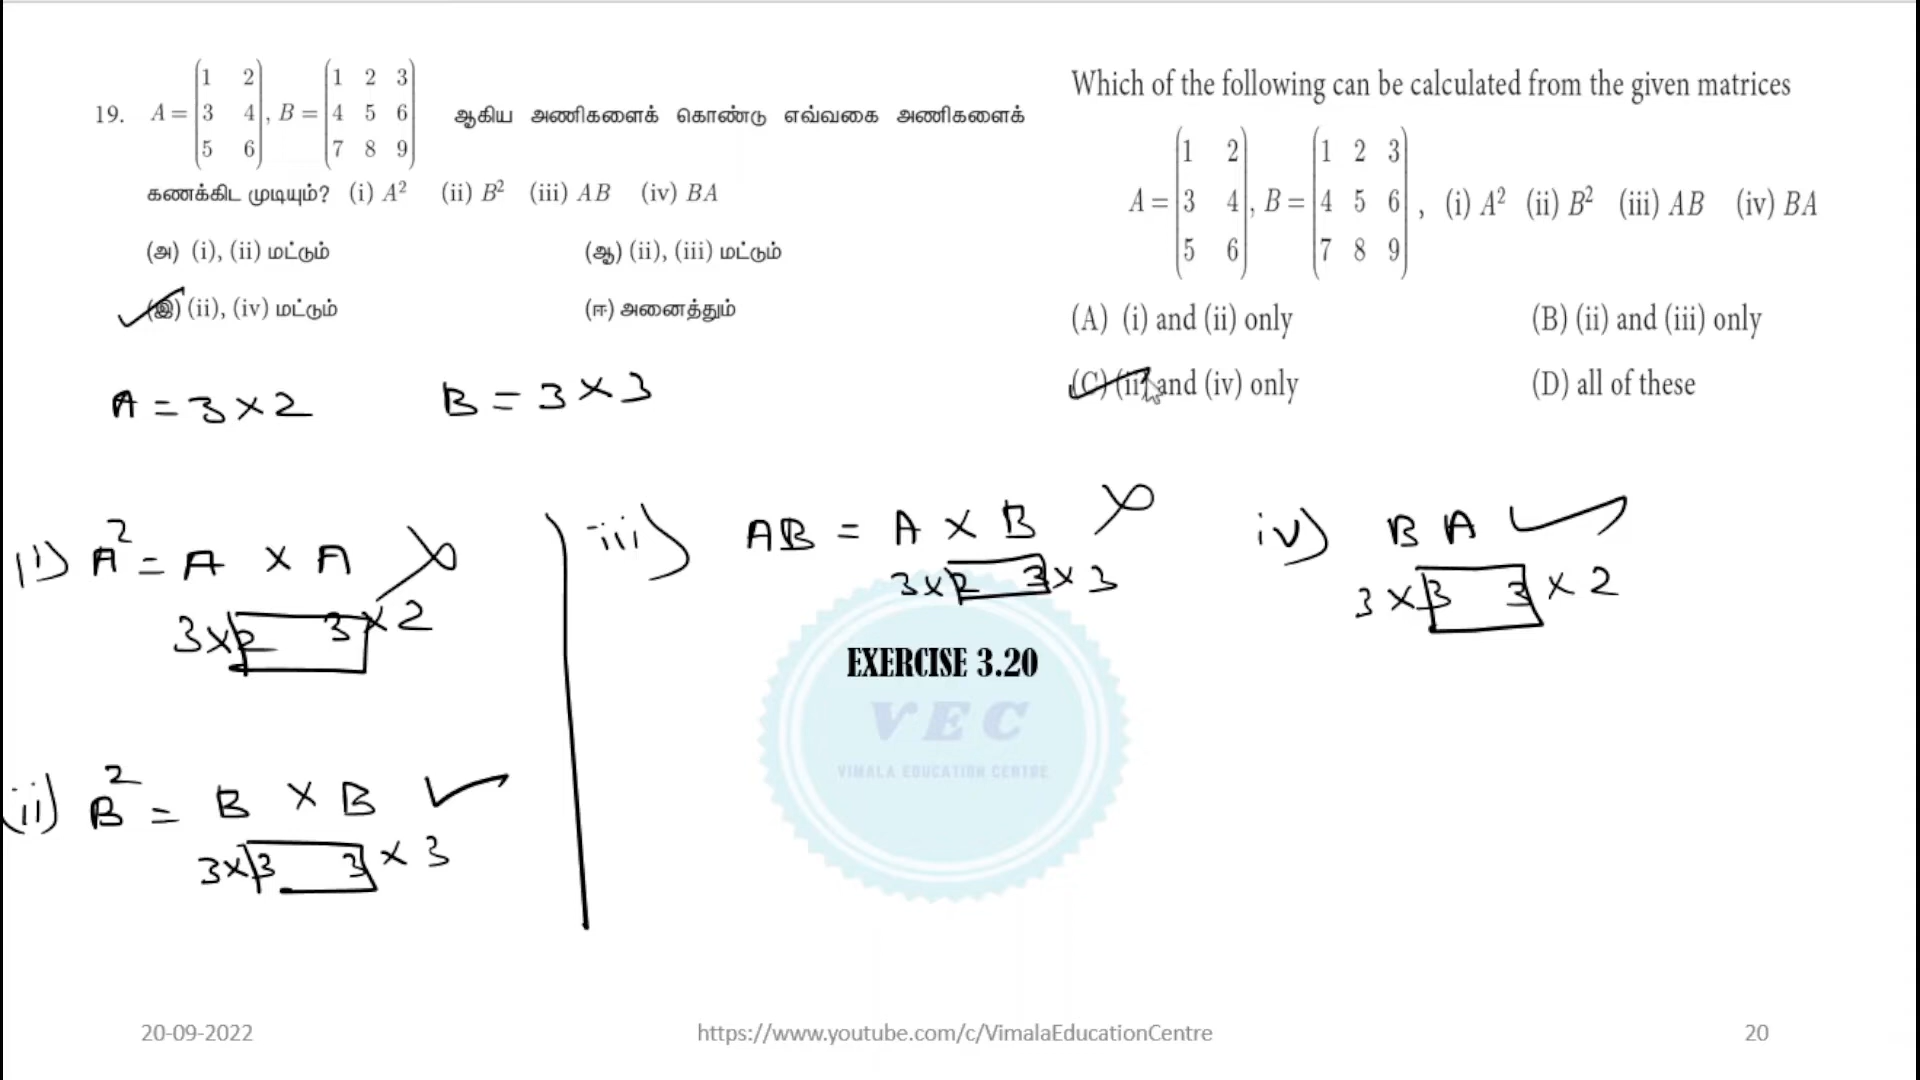 19. A = (1 2 3 4 5 6), B = (1 2 3 4 5 6 7 8 9) ஆகிய அணிகளைக் கொண்டு எவ்வகை அணிகளைக்
கணக்கிட முடியும்? (i) A² (ii) B² (iii) AB (iv) BA
(அ) (i), (ii) மட்டும் (ஆ) (ii), (iii) மட்டும்
(இ) (ii), (iv) மட்டும் (ஈ) அனைத்தும்
Which of the following can be calculated from the given matrices
A = (1 2 3 4 5 6), B = (1 2 3 4 5 6 7 8 9), (i) A² (ii) B² (iii) AB (iv) BA
(A) (i) and (ii) only (B) (ii) and (iii) only
(C) (ii) and (iv) only (D) all of these
A = 3 × 2 B = 3 × 3
i) A² = A × A
3×2 3×2
ii) B² = B × B
3×3 3×3
iii) AB = A × B
3×2 3×3
iv) BA
3×3 3×2
EXERCISE 3.20
VEC
VIMALA EDUCATION CENTRE
20-09-2022 https://www.youtube.com/c/VimalaEducationCentre 20